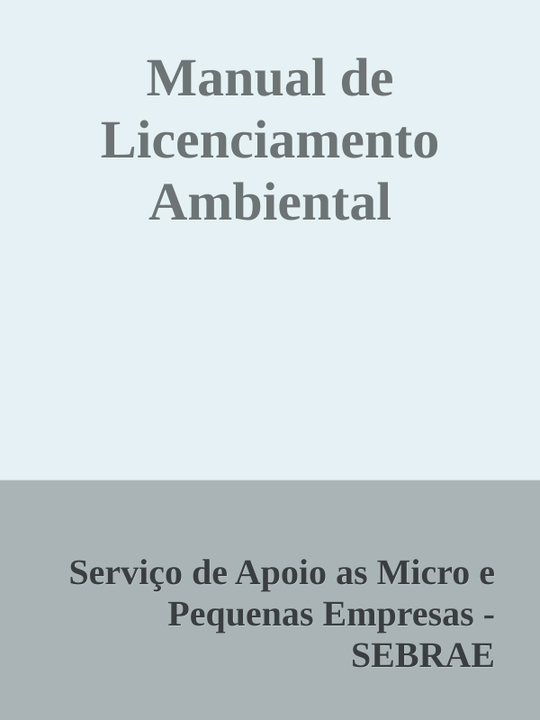 Manual de
Licenciamento
Ambiental
Serviço de Apoio as Micro e
Pequenas Empresas -
SEBRAE